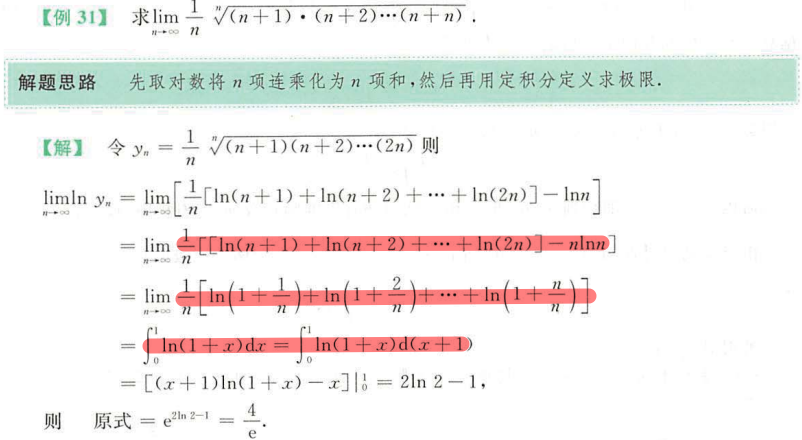 【例 31】 求$\lim\limits_{n\to\infty}\frac{1}{n}\sqrt[n]{(n+1)\cdot(n+2)\cdots(n+n)}$.
解题思路 先取对数将 n 项连乘化为 n 项和,然后再用定积分定义求极限.
【解】 令 $y_n=\frac{1}{n}\sqrt[n]{(n+1)(n+2)\cdots(2n)}$ 则
$\lim\limits_{n\to\infty}\ln y_n=\lim\limits_{n\to\infty}\left[\frac{1}{n}[\ln(n+1)+\ln(n+2)+\cdots+\ln(2n)]-\ln n\right]$
$=\lim\limits_{n\to\infty}\frac{1}{n}[[\ln(n+1)+\ln(n+2)+\cdots+\ln(2n)]-n\ln n]$
$=\lim\limits_{n\to\infty}\frac{1}{n}\left[\ln\left(1+\frac{1}{n}\right)+\ln\left(1+\frac{2}{n}\right)+\cdots+\ln\left(1+\frac{n}{n}\right)\right]$
$=\int_0^1\ln(1+x)dx=\int_0^1\ln(1+x)d(x+1)$
$=[(x+1)\ln(1+x)-x]|_0^1=2\ln 2-1,$
则 原式 $=e^{2\ln 2-1}=\frac{4}{e}.$